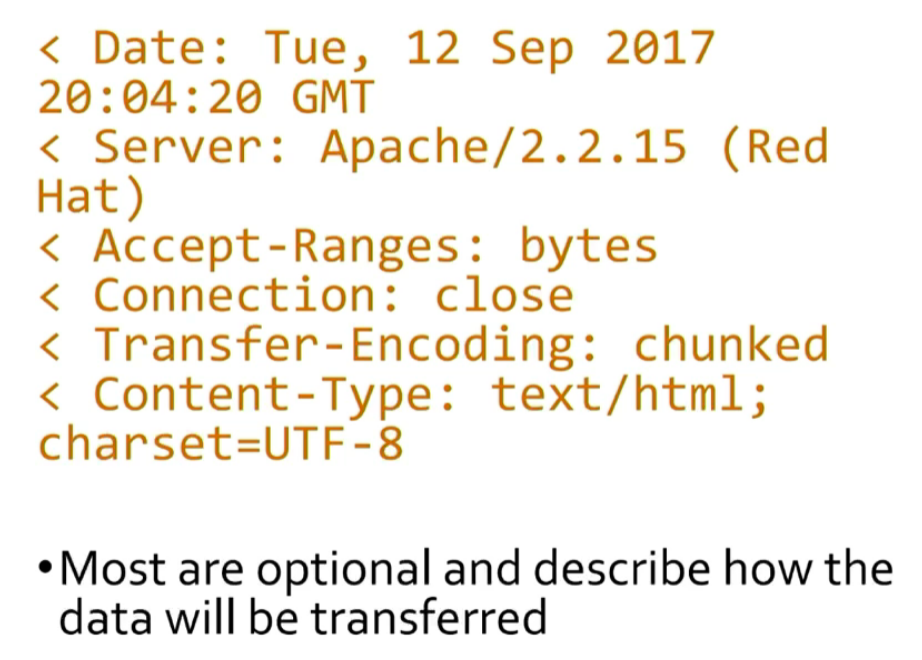 < Date: Tue, 12 Sep 2017
20:04:20 GMT
< Server: Apache/2.2.15 (Red
Hat)
< Accept-Ranges: bytes
< Connection: close
< Transfer-Encoding: chunked
< Content-Type: text/html;
charset=UTF-8
•Most are optional and describe how the
data will be transferred